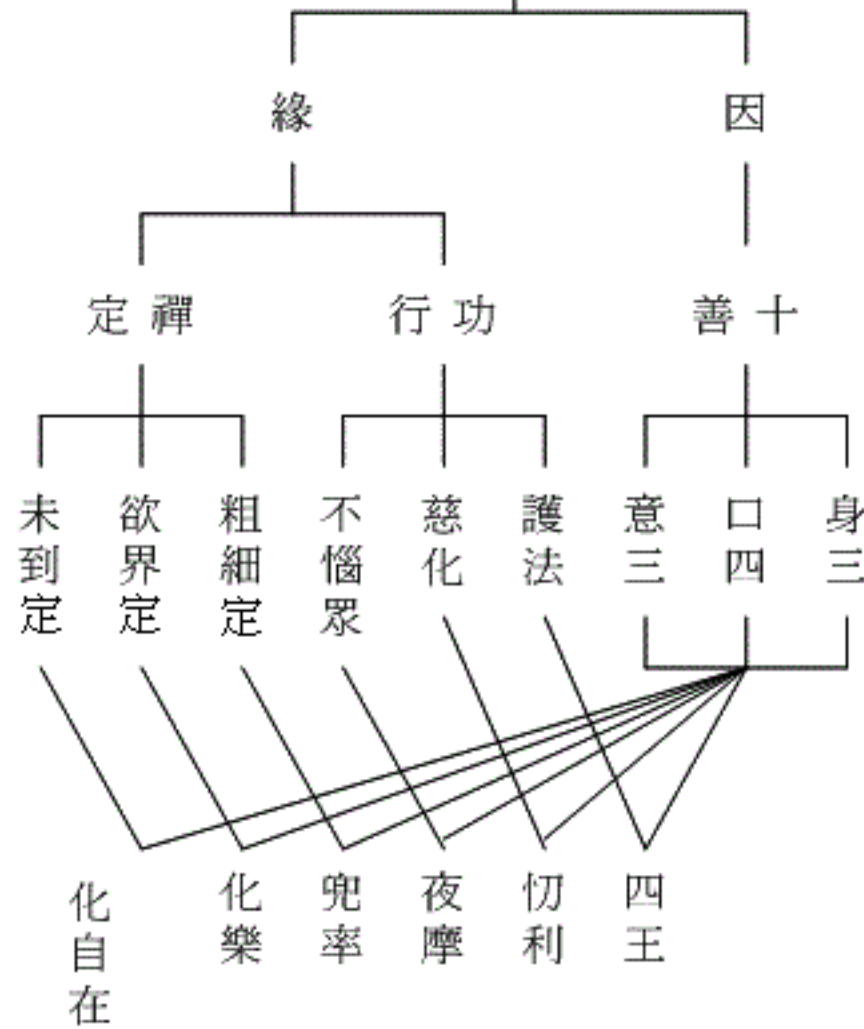 因
緣
十善
功行
禪定
身三
口四
意三
護法
慈化
不惱眾
粗細定
欲界定
未到定
四王
忉利
夜摩
兜率
化樂
化自在